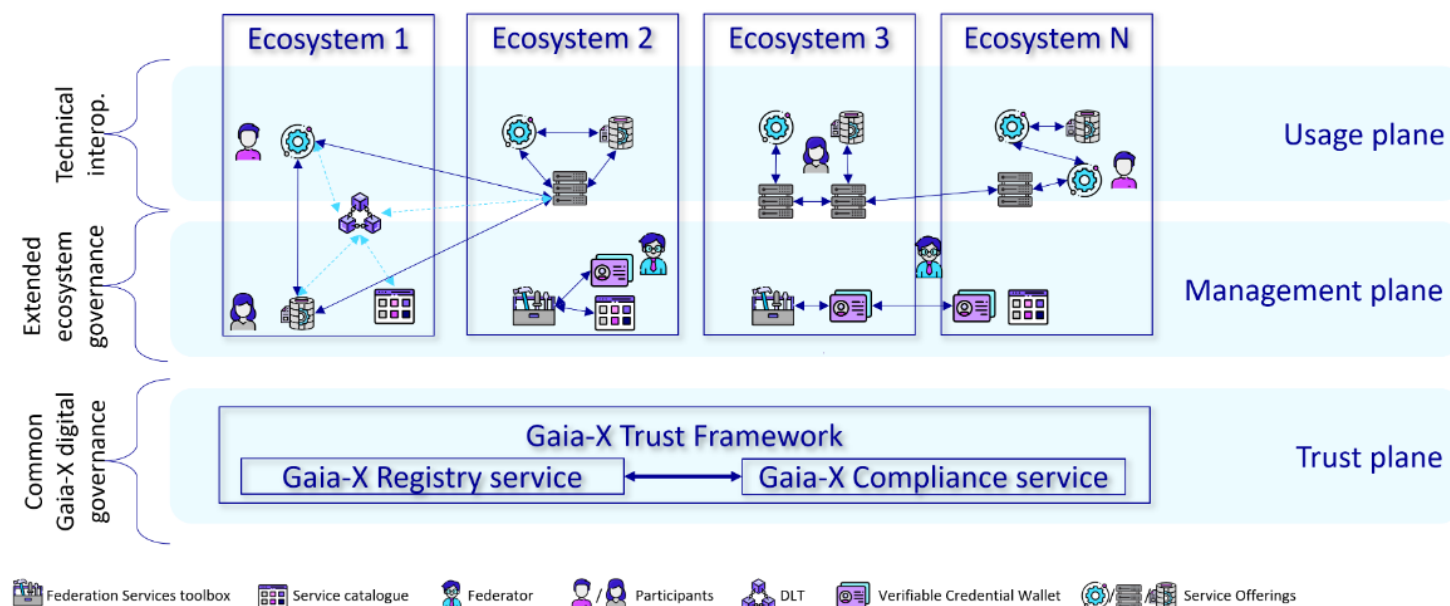 Ecosystem 1
Ecosystem 2
Ecosystem 3
Ecosystem N
Technical
interop.
Usage plane
Extended
ecosystem
governance
Management plane
Common
Gaia-X digital
governance
Gaia-X Trust Framework
Gaia-X Registry service
Gaia-X Compliance service
Trust plane
Federation Services toolbox
Service catalogue
Federator
/
Participants
DLT
Verifiable Credential Wallet
/ /
Service Offerings